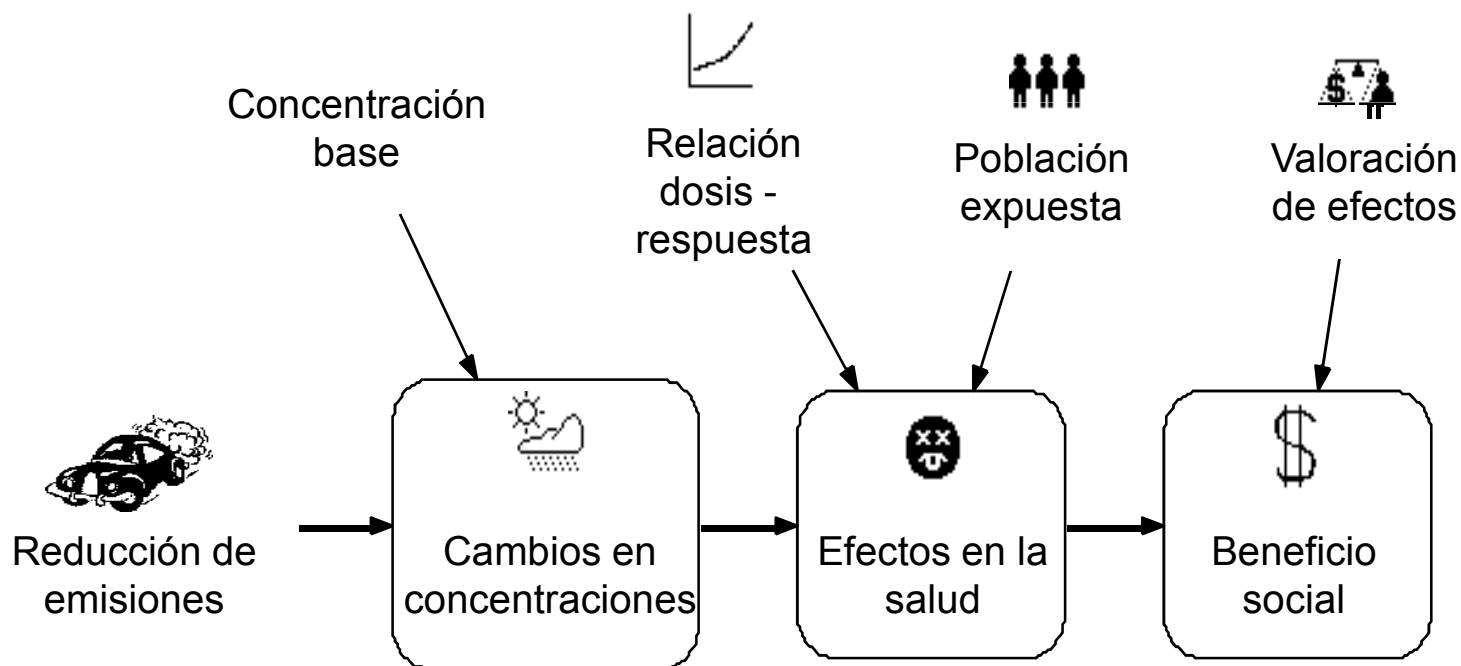 Concentración
base
Relación
dosis -
respuesta
Población
expuesta
Valoración
de efectos
$
$
Reducción de
emisiones
Cambios en
concentraciones
Efectos en la
salud
Beneficio
social